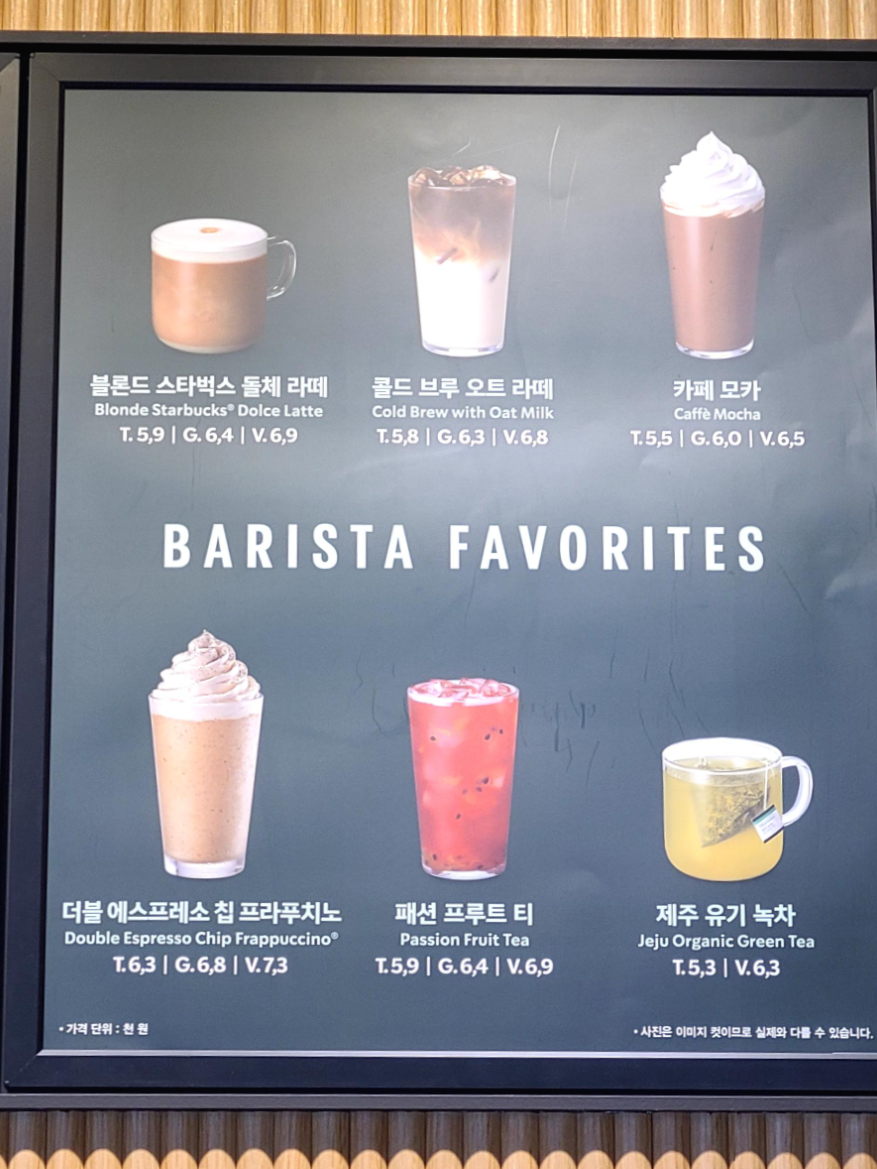 블론드 스타벅스 돌체 라떼
Blonde Starbucks® Dolce Latte
T. 5,9 | G. 6,4 | V. 6,9
콜드 브루 오트 라떼
Cold Brew with Oat Milk
T. 5,8 | G. 6,3 | V. 6,8
카페 모카
Caffè Mocha
T. 5,5 | G. 6,0 | V. 6,5
BARISTA FAVORITES
더블 에스프레소 칩 프라푸치노
Double Espresso Chip Frappuccino®
T. 6,3 | G. 6,8 | V. 7,3
패션 프루트 티
Passion Fruit Tea
T. 5,9 | G. 6,4 | V. 6,9
제주 유기 녹차
Jeju Organic Green Tea
T. 5,3 | V. 6,3
• 가격 단위 : 천 원
• 사진은 이미지 컷이므로 실제와 다를 수 있습니다.